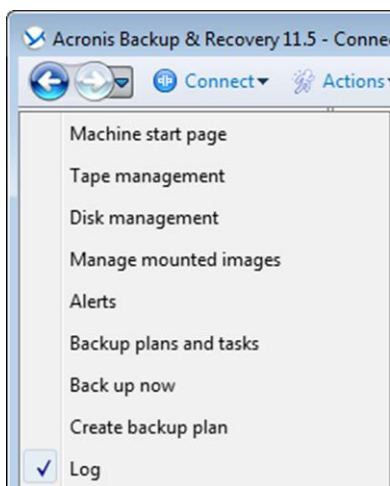 Acronis Backup & Recovery 11.5 - Conne
Connect Actions
Machine start page
Tape management
Disk management
Manage mounted images
Alerts
Backup plans and tasks
Back up now
Create backup plan
Log